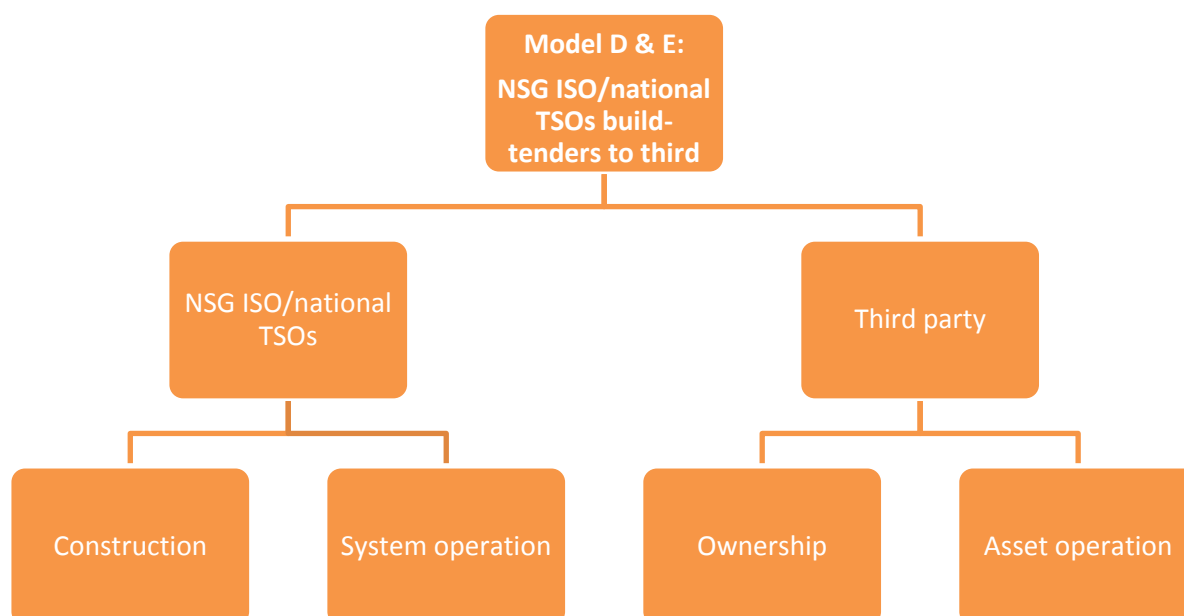 Model D & E:
NSG ISO/national
TSOs build-
tenders to third
NSG ISO/national
TSOs
Third party
Construction
System operation
Ownership
Asset operation